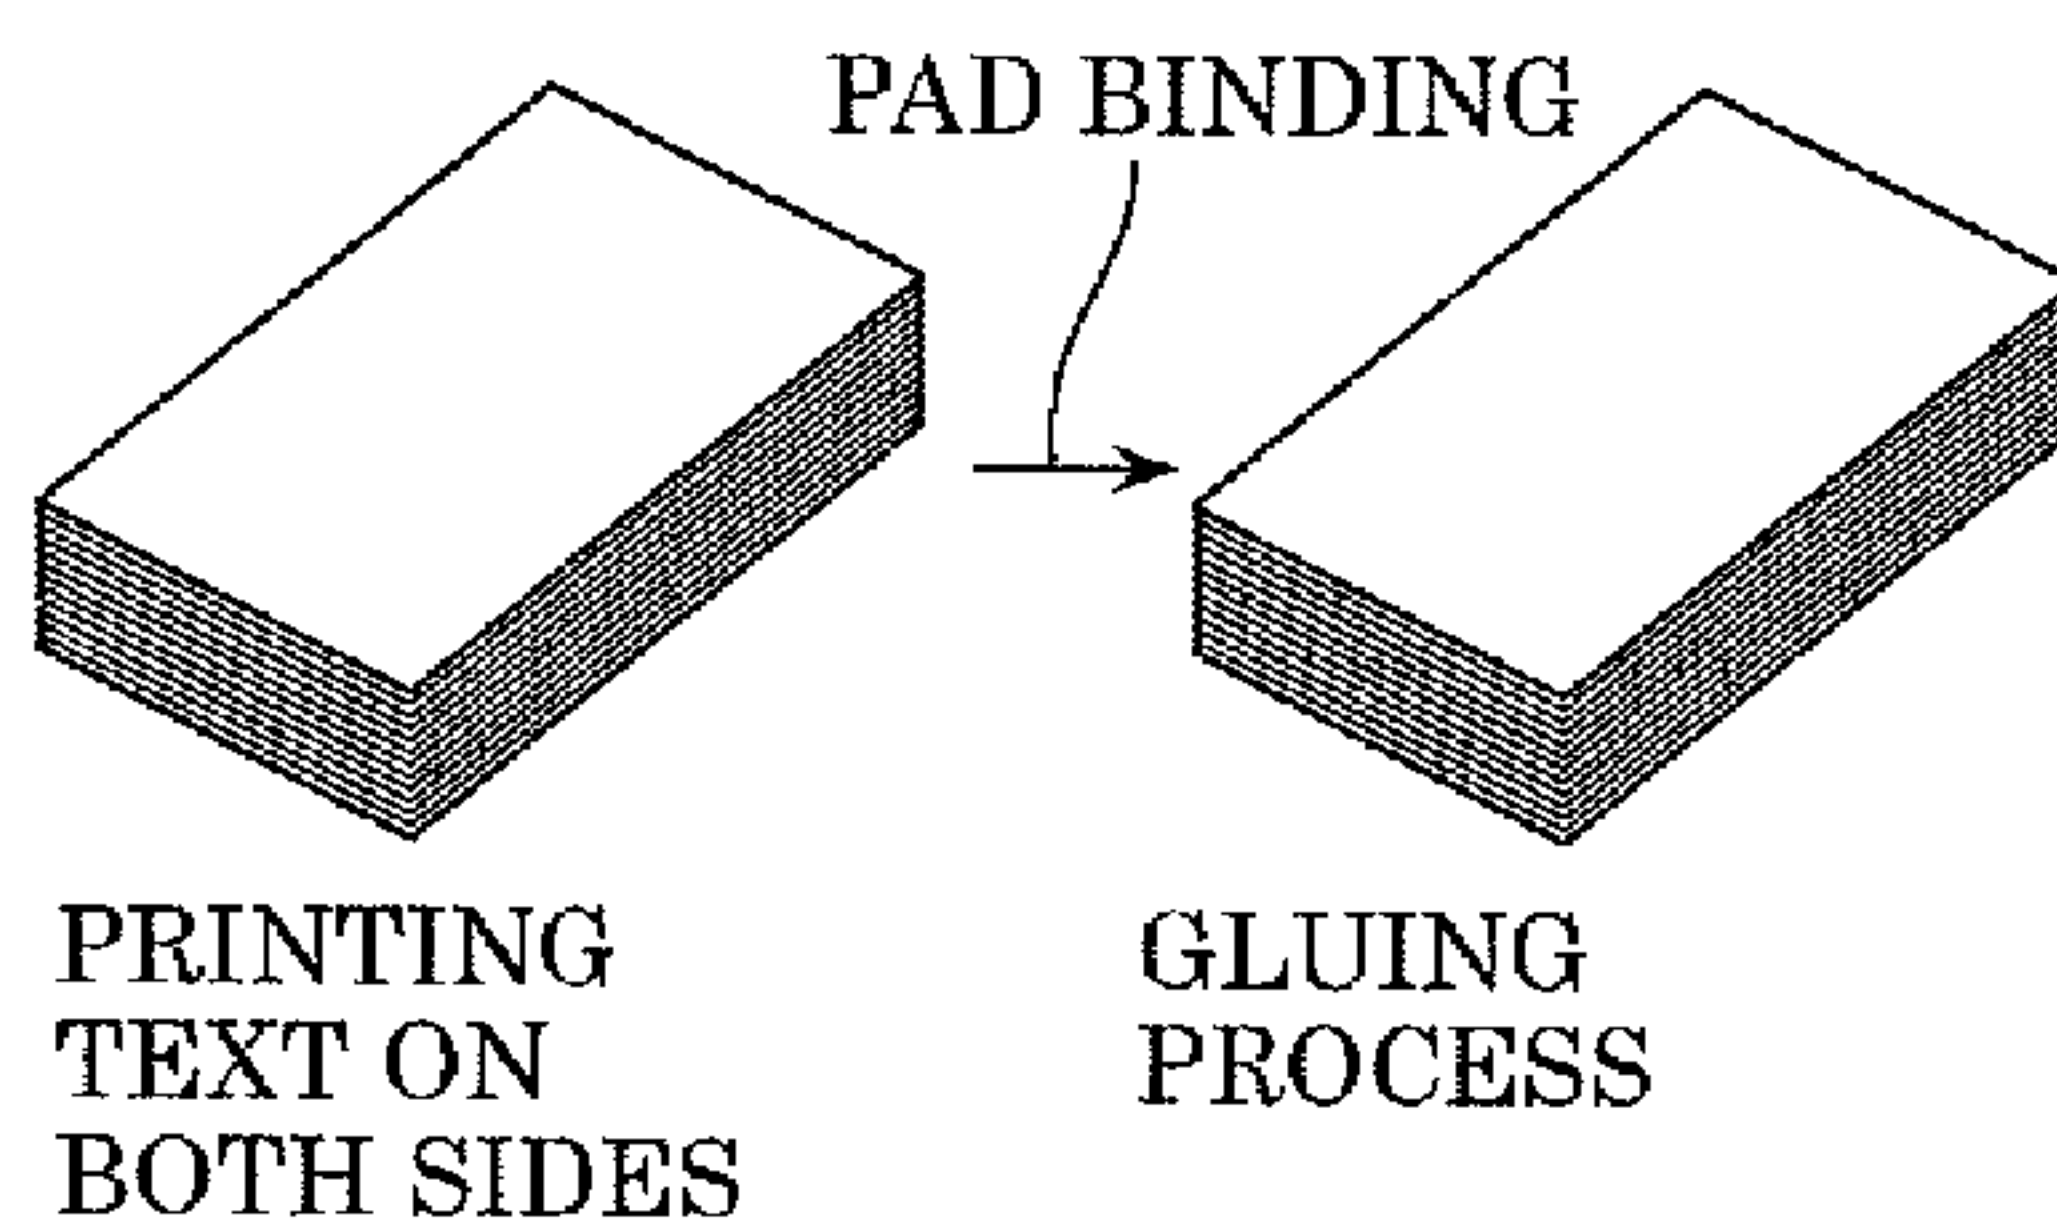 PAD BINDING
PRINTING
TEXT ON
BOTH SIDES
GLUING
PROCESS